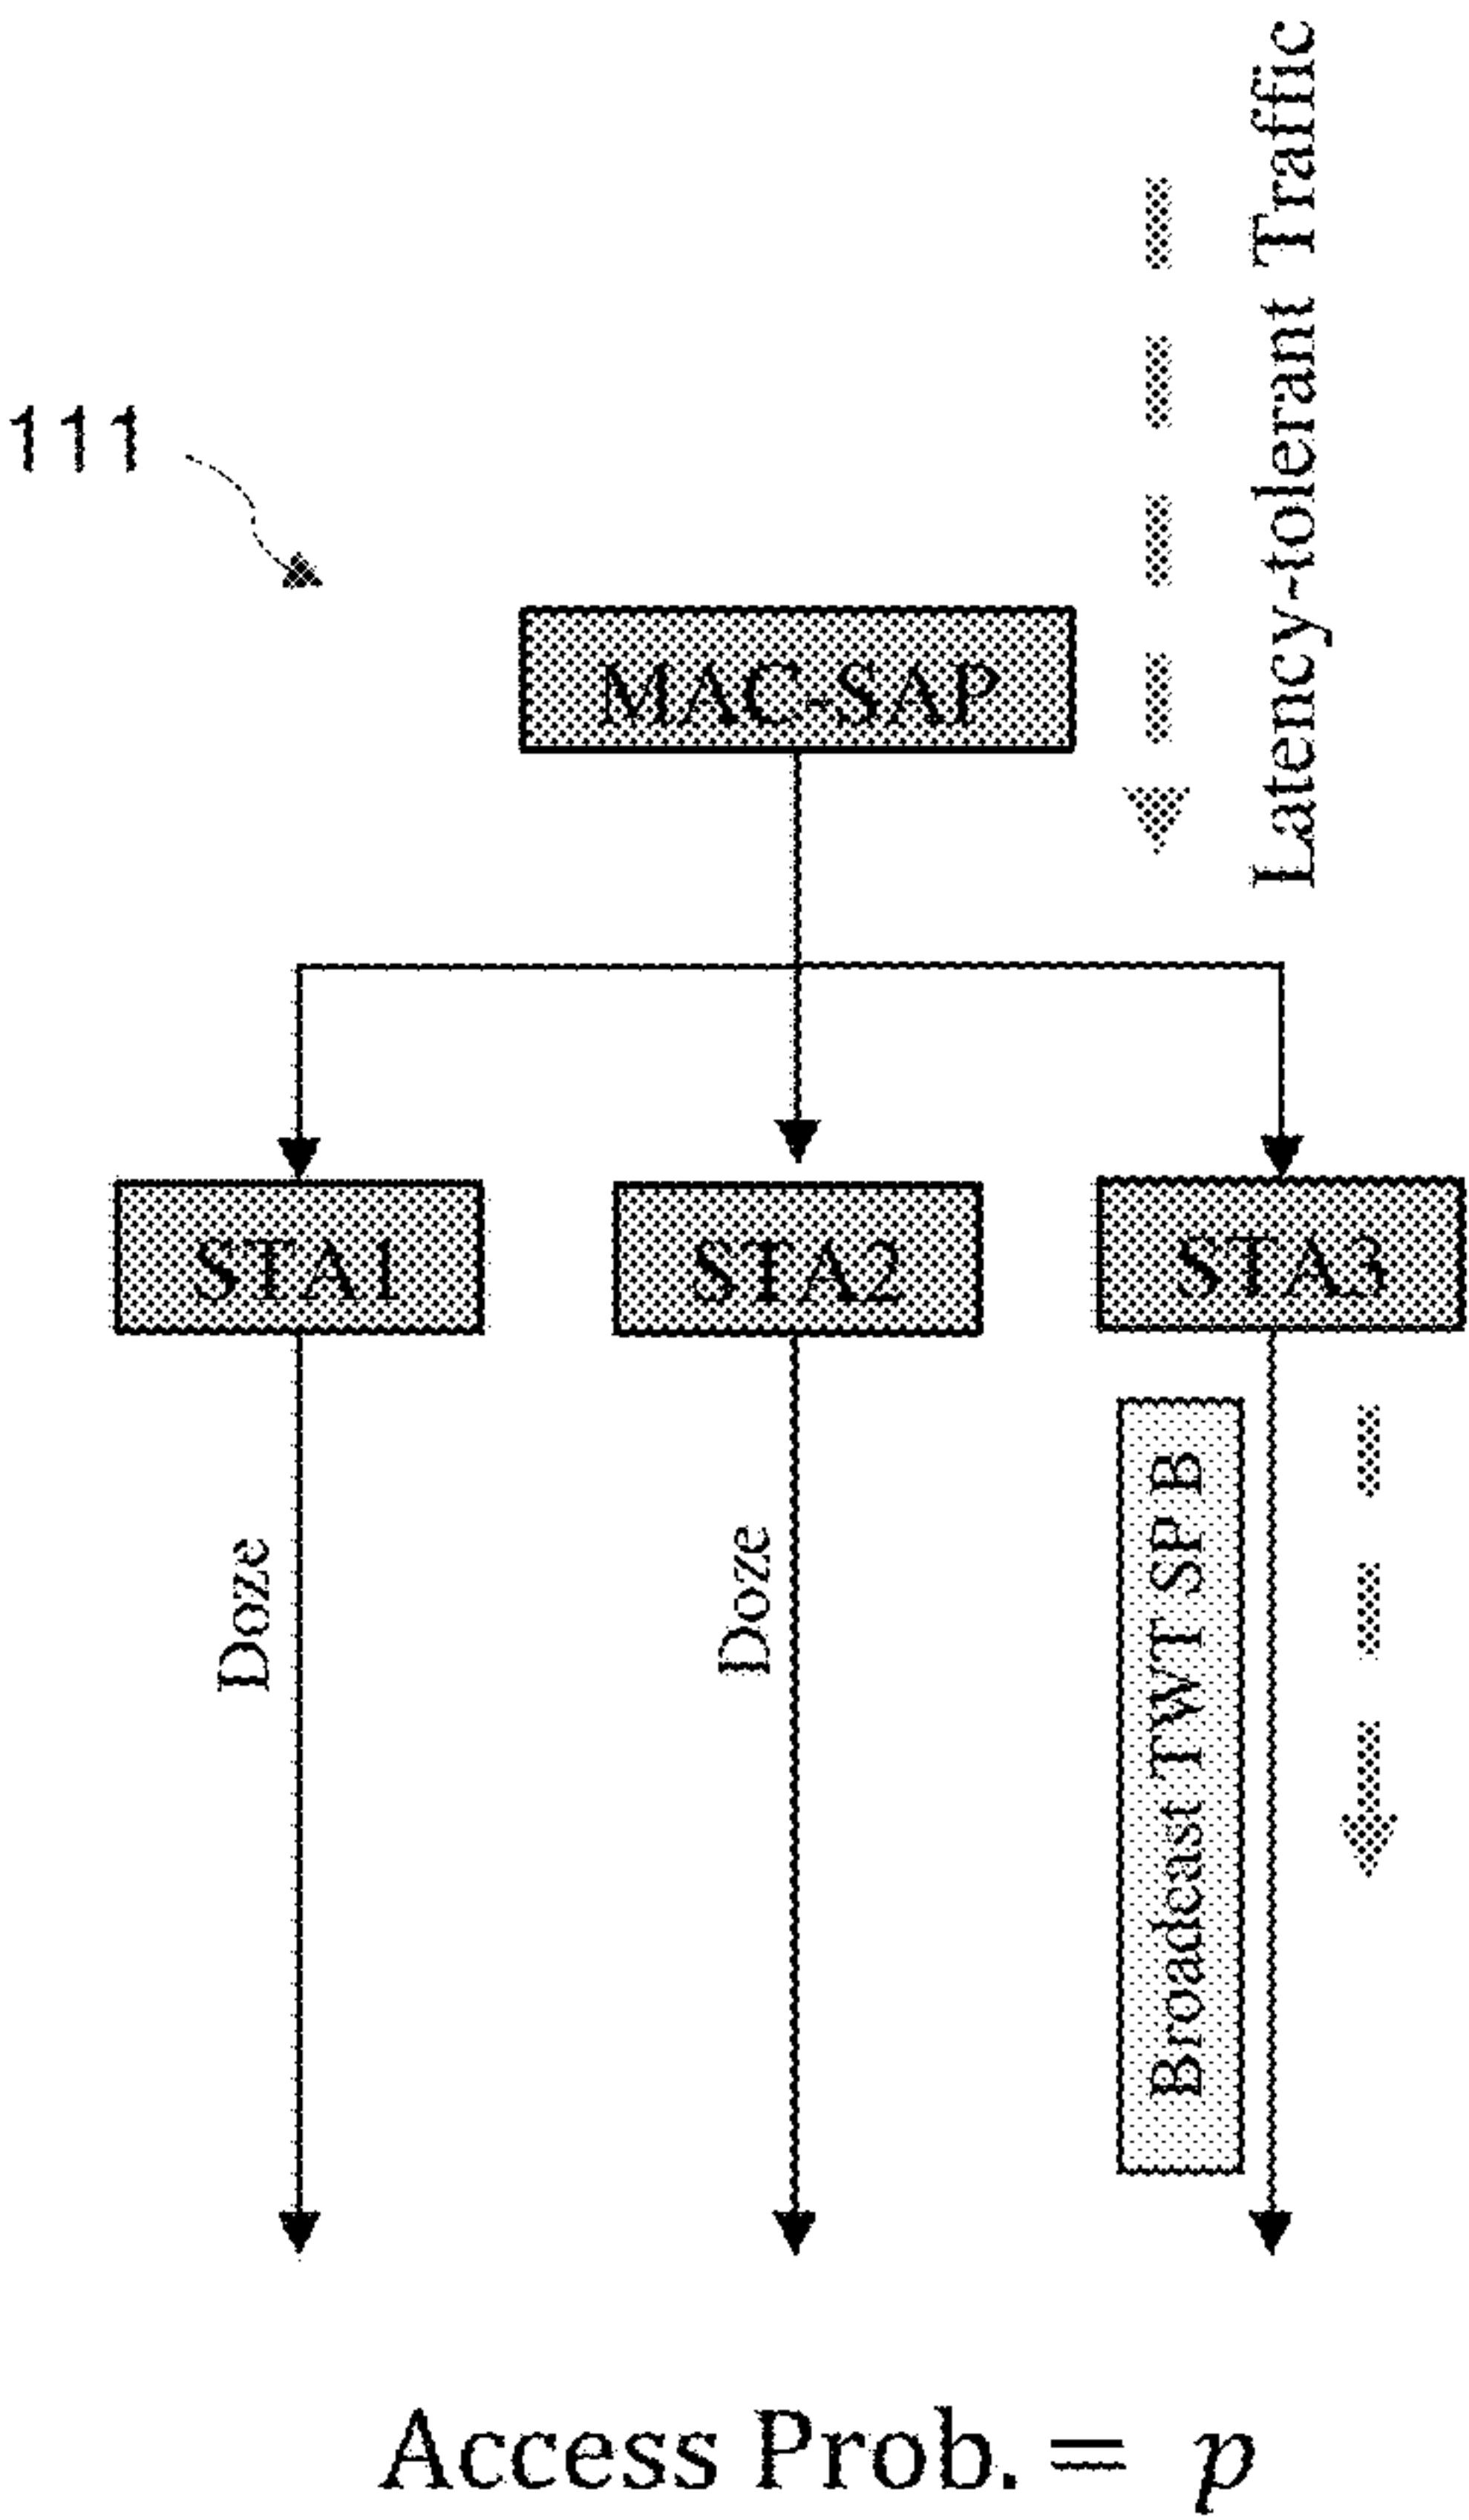 Latency-tolerant Traffic
111
MAC-SAP
STA1
STA2
STA3
Doze
Doze
Broadcast TWT SP B
Access Prob. = p